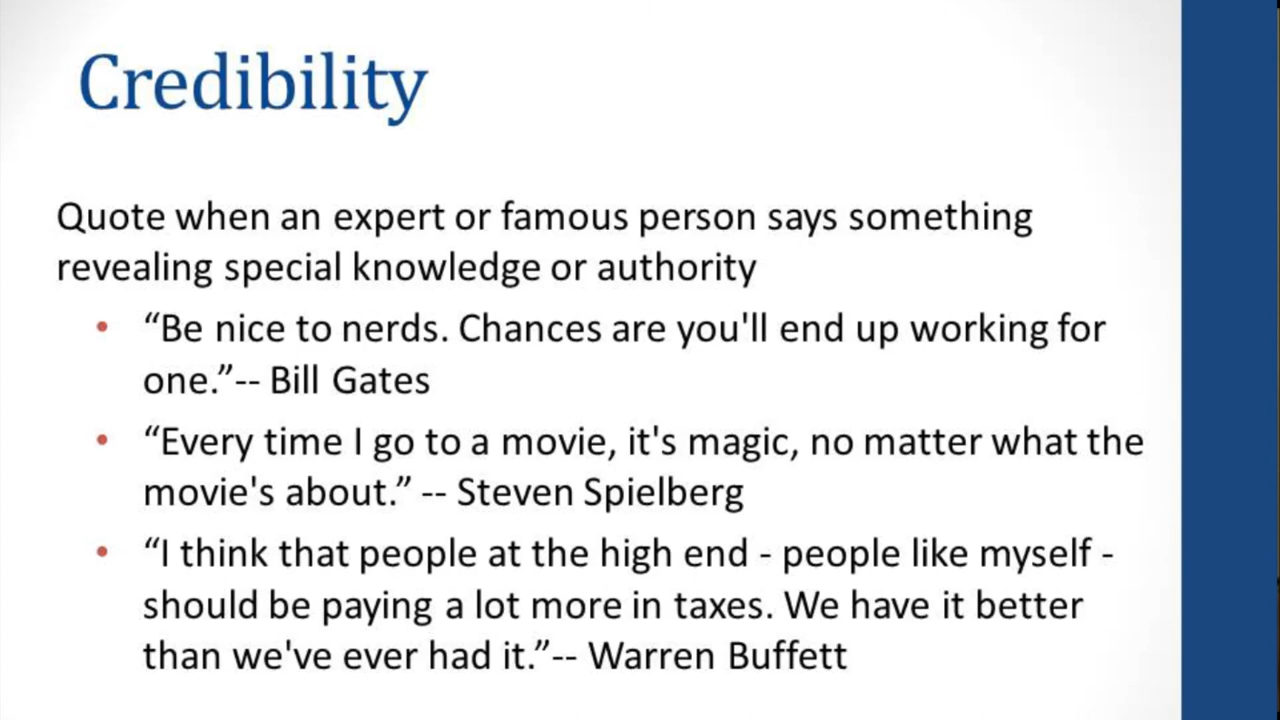 Credibility
Quote when an expert or famous person says something
revealing special knowledge or authority
• “Be nice to nerds. Chances are you'll end up working for
one.”-- Bill Gates
• “Every time I go to a movie, it's magic, no matter what the
movie's about.” -- Steven Spielberg
• “I think that people at the high end - people like myself -
should be paying a lot more in taxes. We have it better
than we've ever had it.”-- Warren Buffett